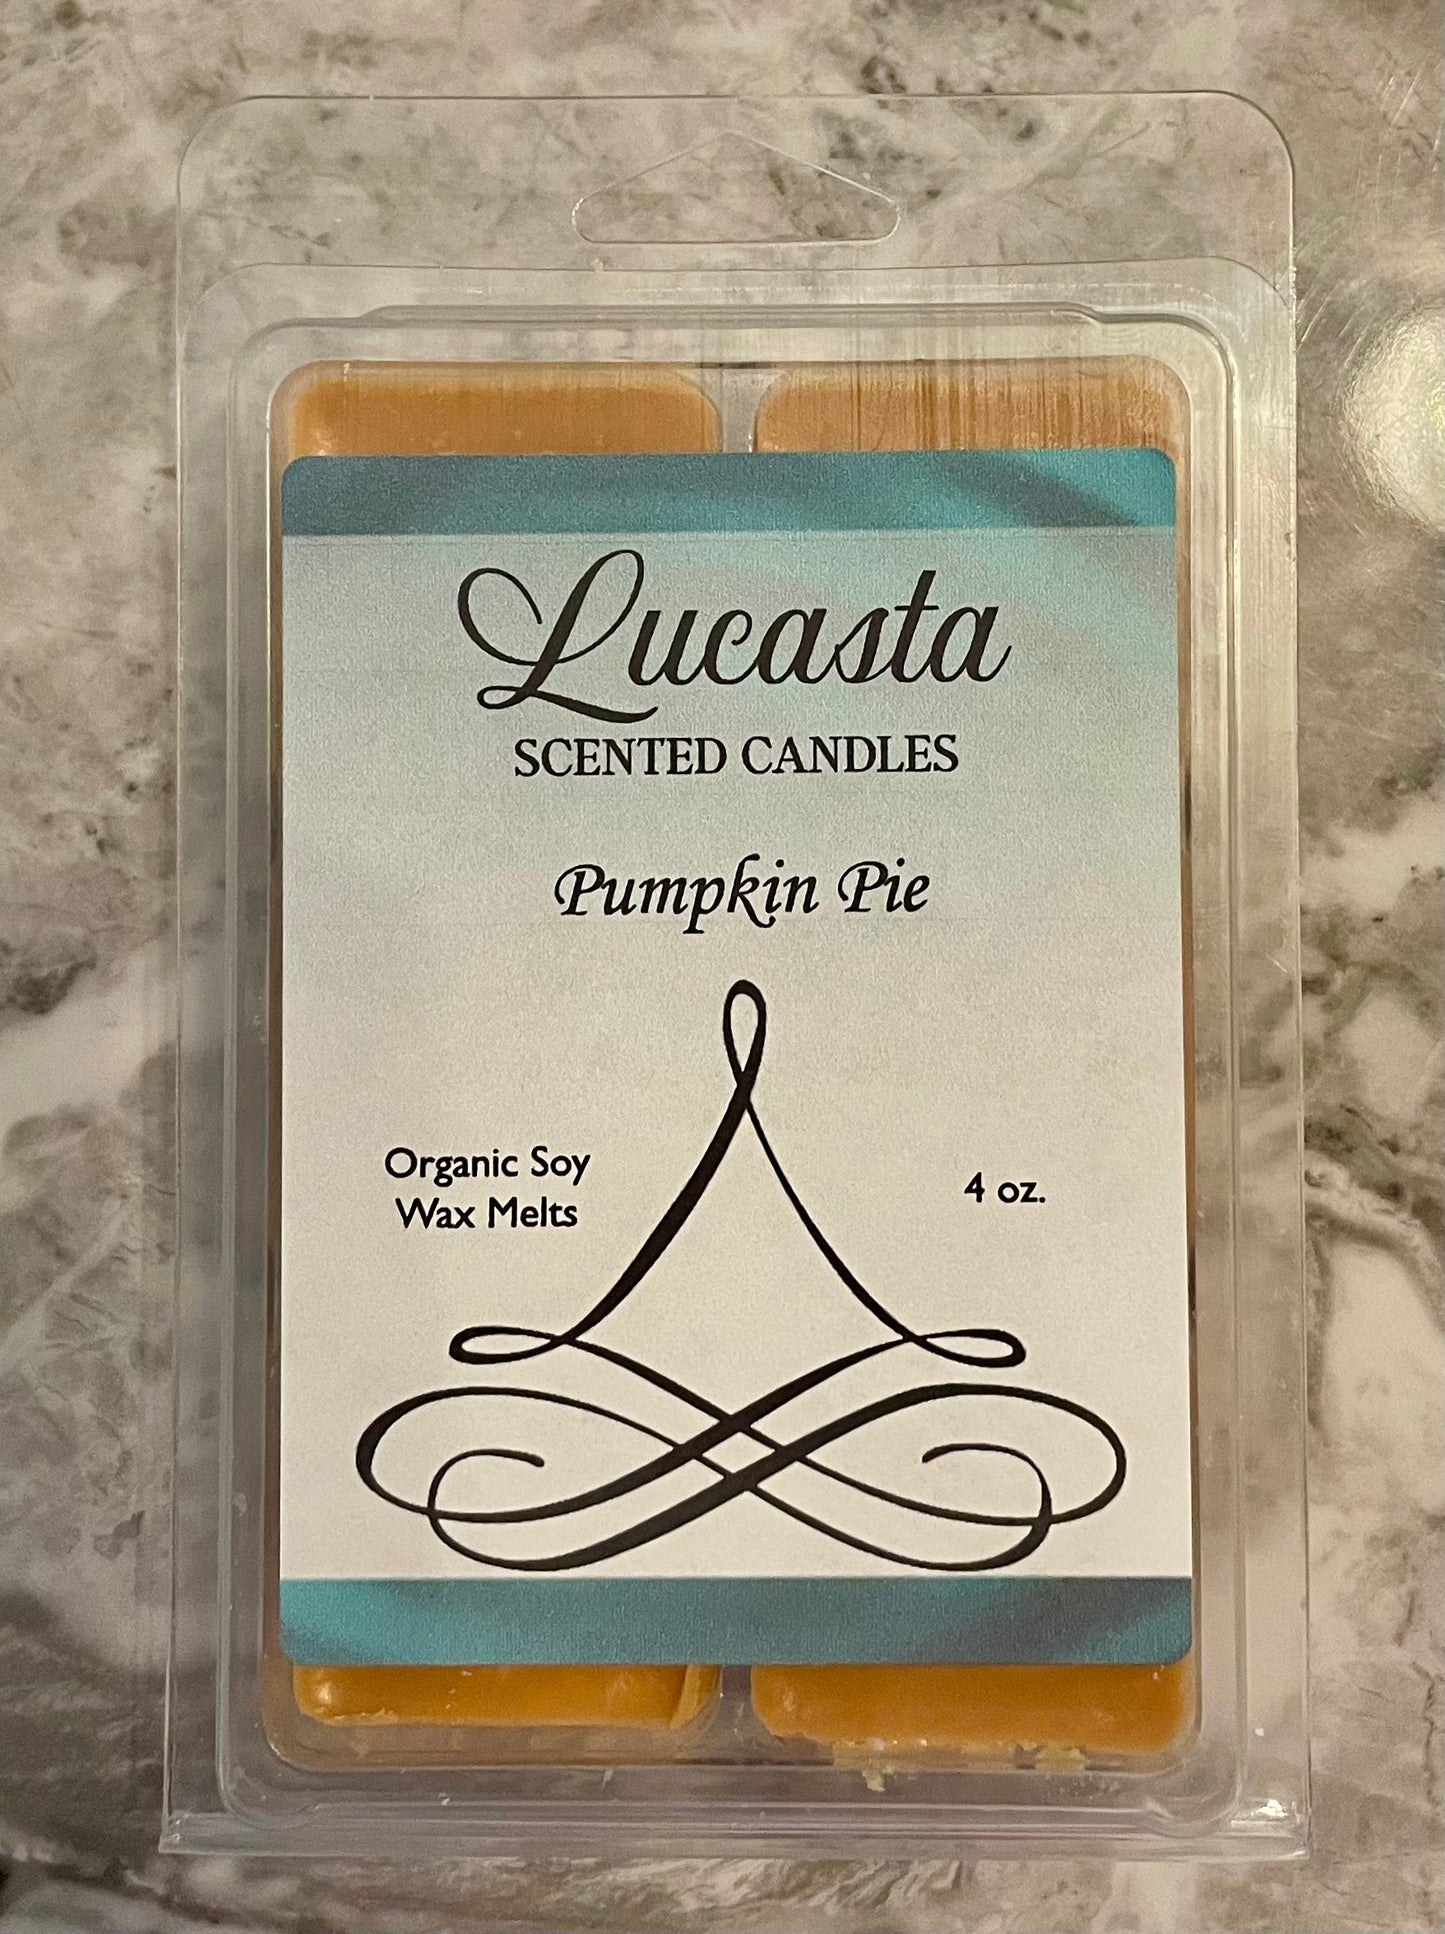 Lucasta
SCENTED CANDLES
Pumpkin Pie
Organic Soy
Wax Melts
4 oz.